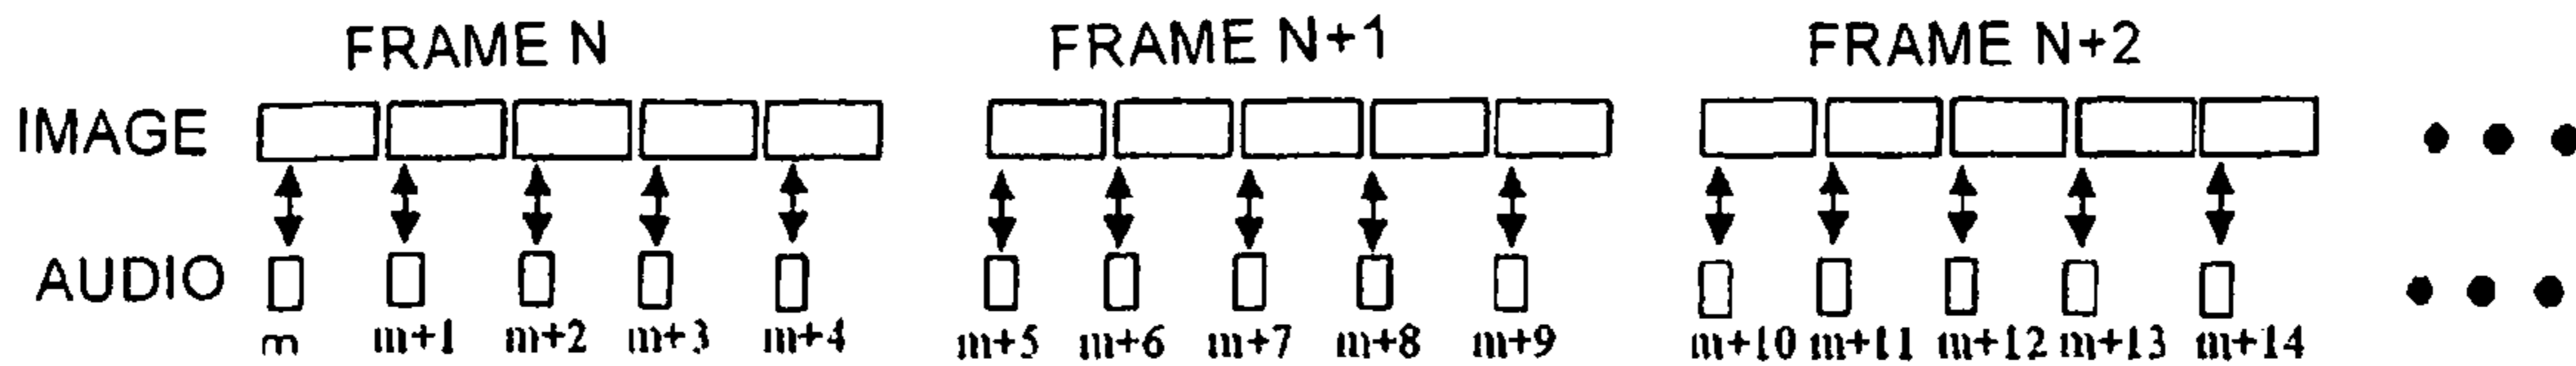 FRAME N FRAME N+1 FRAME N+2
IMAGE
AUDIO
m m+1 m+2 m+3 m+4 m+5 m+6 m+7 m+8 m+9 m+10 m+11 m+12 m+13 m+14